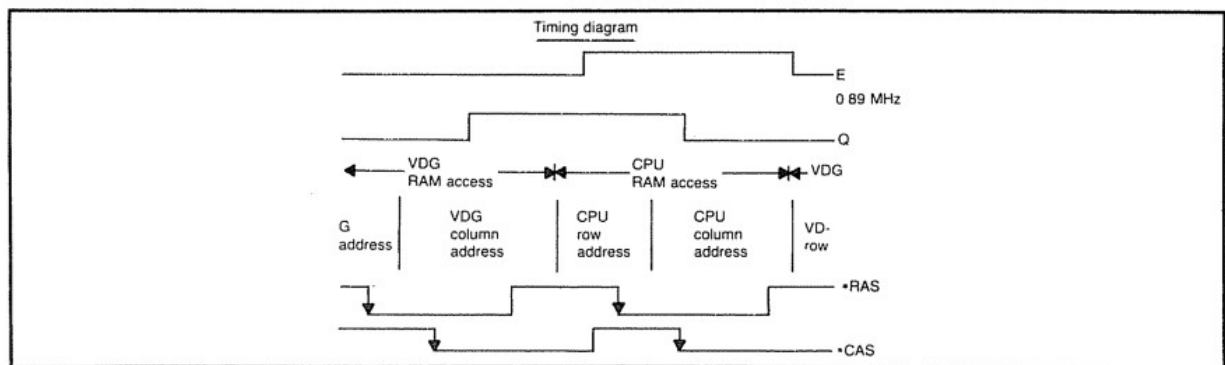 Timing diagram
E
0 89 MHz
Q
VDG
RAM access
CPU
RAM access
VDG
G
address
VDG
column
address
CPU
row
address
CPU
column
address
VD-
row
*RAS
*CAS